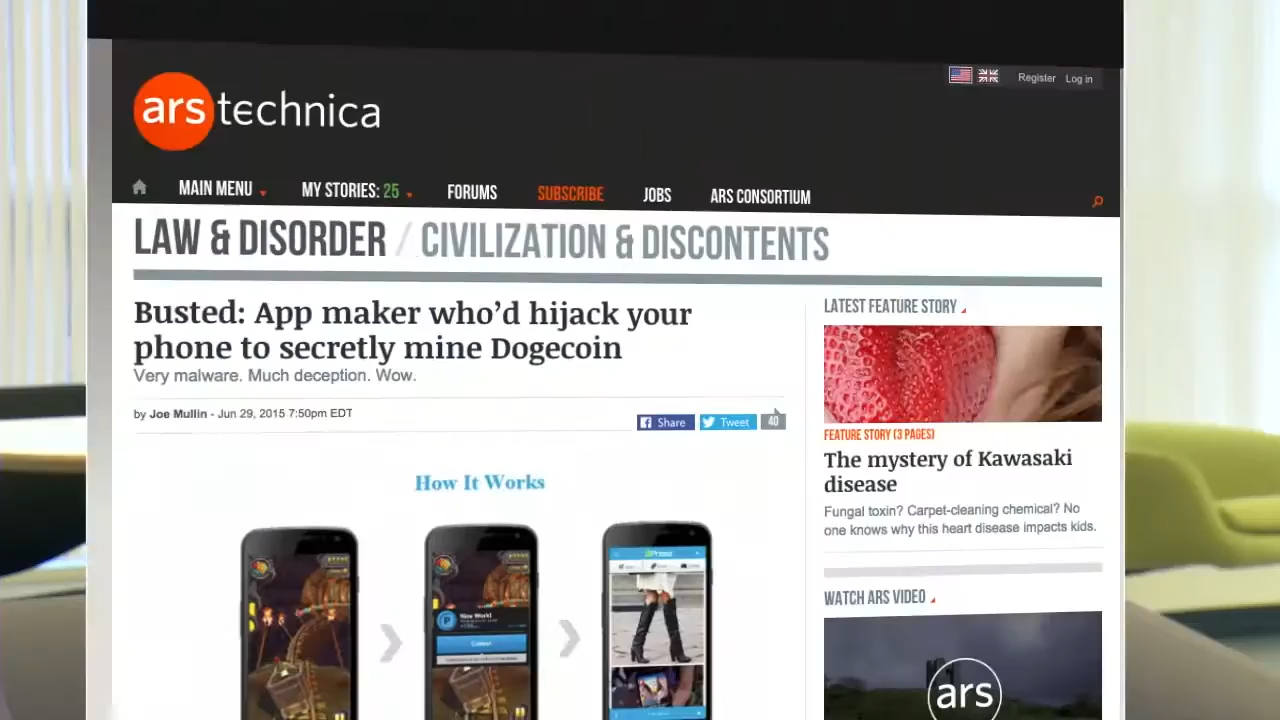 ars technica
Register Log in
MAIN MENU MY STORIES: 25 FORUMS SUBSCRIBE JOBS ARS CONSORTIUM
LAW & DISORDER / CIVILIZATION & DISCONTENTS
Busted: App maker who’d hijack your
phone to secretly mine Dogecoin
Very malware. Much deception. Wow.
by Joe Mullin - Jun 29, 2015 7:50pm EDT
Share Tweet 40
How It Works
LATEST FEATURE STORY
FEATURE STORY (3 PAGES)
The mystery of Kawasaki
disease
Fungal toxin? Carpet-cleaning chemical? No
one knows why this heart disease impacts kids.
WATCH ARS VIDEO
ars